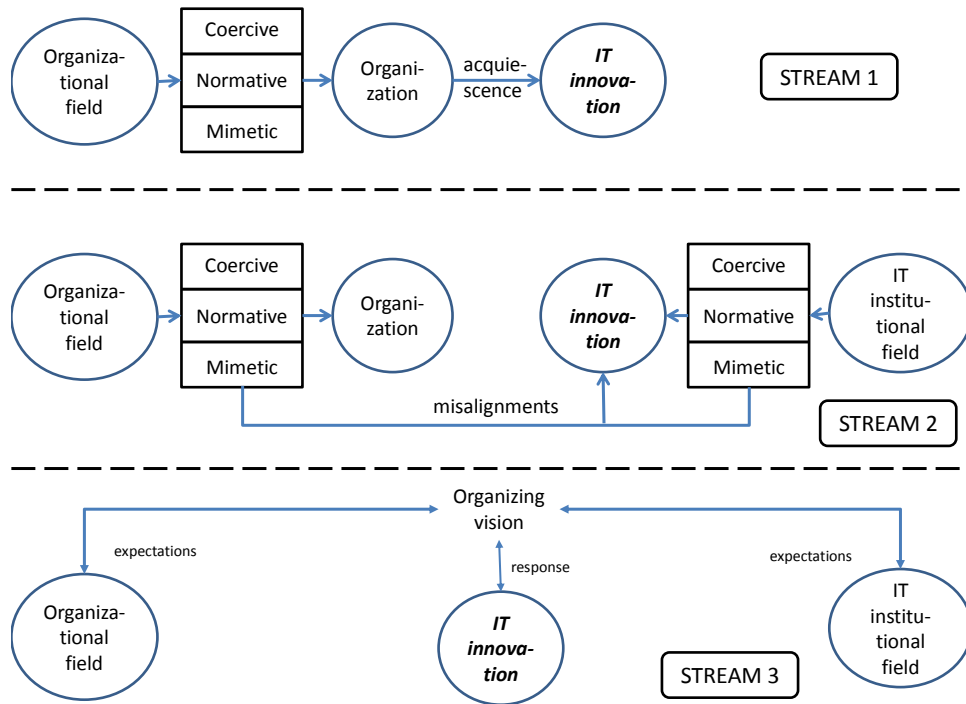 Organiza-
tional
field
Coercive
Normative
Mimetic
Organi-
zation
acquie-
scence
IT
innova-
tion
STREAM 1
Organiza-
tional
field
Coercive
Normative
Mimetic
Organi-
zation
IT
innova-
tion
Coercive
Normative
Mimetic
IT
institu-
tional
field
misalignments
STREAM 2
Organizing
vision
expectations
response
expectations
Organiza-
tional
field
IT
innova-
tion
IT
institu-
tional
field
STREAM 3